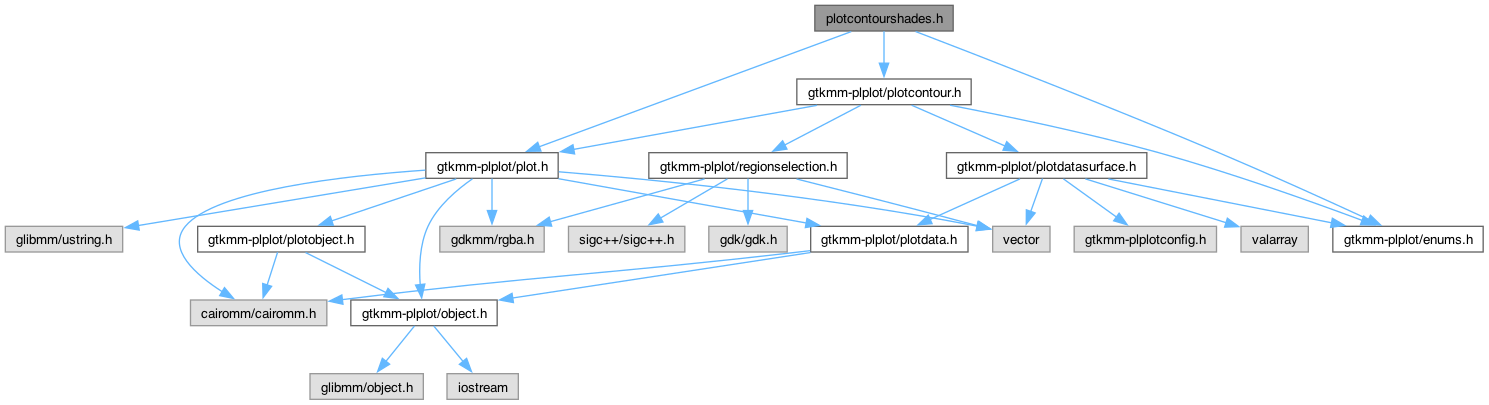 plotcontourshades.h
gtkmm-plplot/plotcontour.h
gtkmm-plplot/plot.h
gtkmm-plplot/regionselection.h
gtkmm-plplot/plotdatasurface.h
glibmm/ustring.h
gtkmm-plplot/plotobject.h
gdkmm/rgba.h
sigc++/sigc++.h
gdk/gdk.h
gtkmm-plplot/plotdata.h
vector
gtkmm-plplotconfig.h
valarray
gtkmm-plplot/enums.h
cairomm/cairomm.h
gtkmm-plplot/object.h
glibmm/object.h
iostream